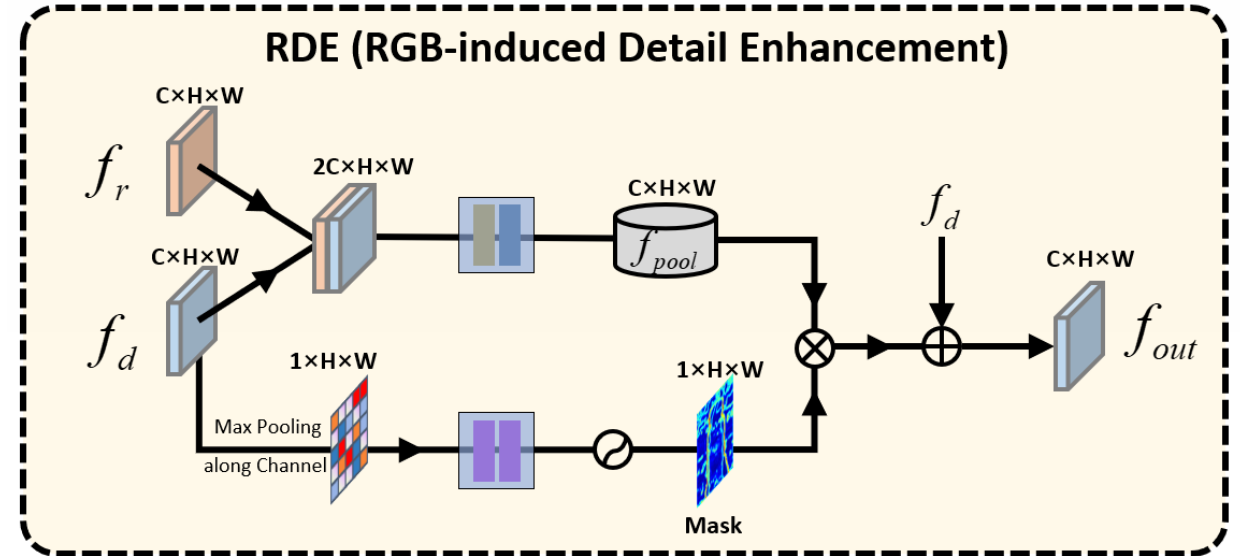 RDE (RGB-induced Detail Enhancement)
C×H×W
f_r
2C×H×W
C×H×W
f_pool
f_d
C×H×W
f_out
C×H×W
f_d
1×H×W
Max Pooling
along Channel
1×H×W
Mask